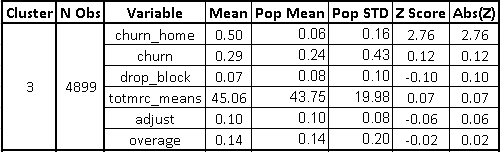 Cluster N Obs Variable Mean Pop Mean Pop STD Z Score Abs(Z)
churn_home 0.50 0.06 0.16 2.76 2.76
churn 0.29 0.24 0.43 0.12 0.12
drop_block 0.07 0.08 0.10 -0.10 0.10
3 4899 totmrc_means 45.06 43.75 19.98 0.07 0.07
adjust 0.10 0.10 0.08 -0.06 0.06
overage 0.14 0.14 0.20 -0.02 0.02